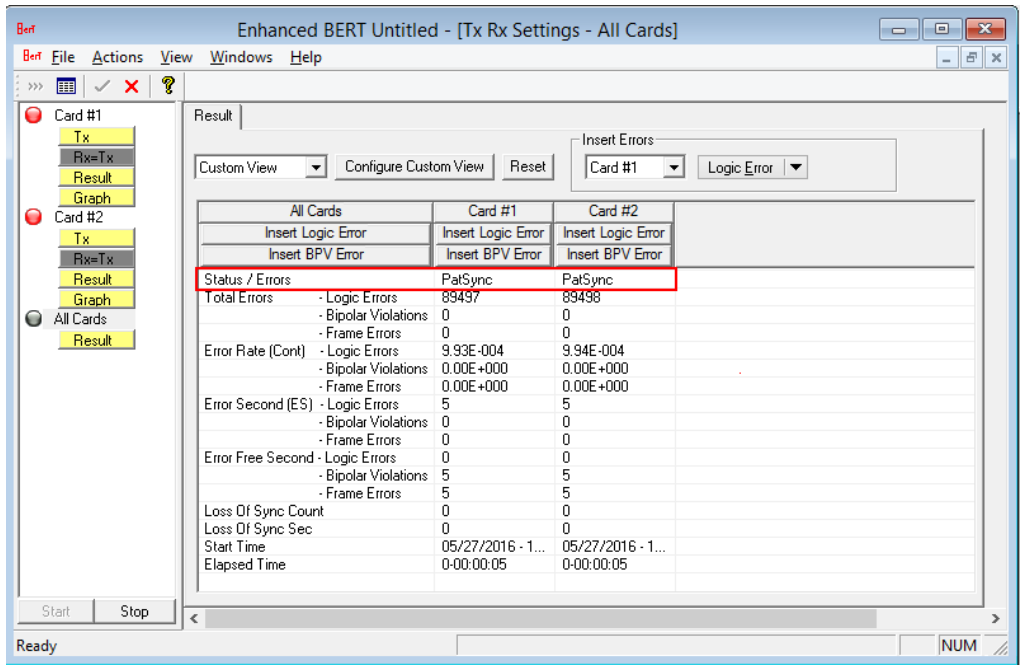 BerT Enhanced BERT Untitled - [Tx Rx Settings - All Cards]
BerT File Actions View Windows Help
Card #1
Tx
Rx=Tx
Result
Graph
Card #2
Tx
Rx=Tx
Result
Graph
All Cards
Result
Start Stop
Result
Insert Errors
Custom View Configure Custom View Reset Card #1 Logic Error
All Cards Card #1 Card #2
Insert Logic Error Insert Logic Error Insert Logic Error
Insert BPV Error Insert BPV Error Insert BPV Error
Status / Errors PatSync PatSync
Total Errors - Logic Errors 89497 89498
- Bipolar Violations 0 0
- Frame Errors 0 0
Error Rate (Cont) - Logic Errors 9.93E-004 9.94E-004
- Bipolar Violations 0.00E+000 0.00E+000
- Frame Errors 0.00E+000 0.00E+000
Error Second (ES) - Logic Errors 5 5
- Bipolar Violations 0 0
- Frame Errors 0 0
Error Free Second - Logic Errors 0 0
- Bipolar Violations 5 5
- Frame Errors 5 5
Loss Of Sync Count 0 0
Loss Of Sync Sec 0 0
Start Time 05/27/2016 - 1... 05/27/2016 - 1...
Elapsed Time 0-00:00:05 0-00:00:05
Ready NUM